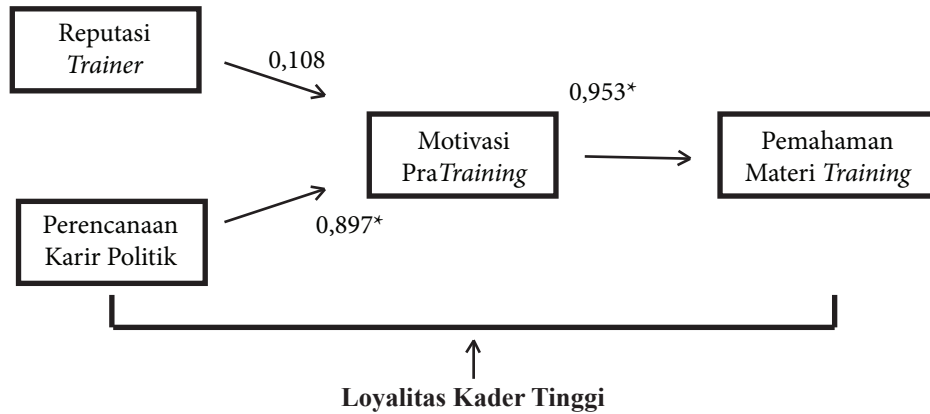 Reputasi
Trainer
0,108
0,953*
Motivasi
PraTraining
Pemahaman
Materi Training
Perencanaan
Karir Politik
0,897*
Loyalitas Kader Tinggi